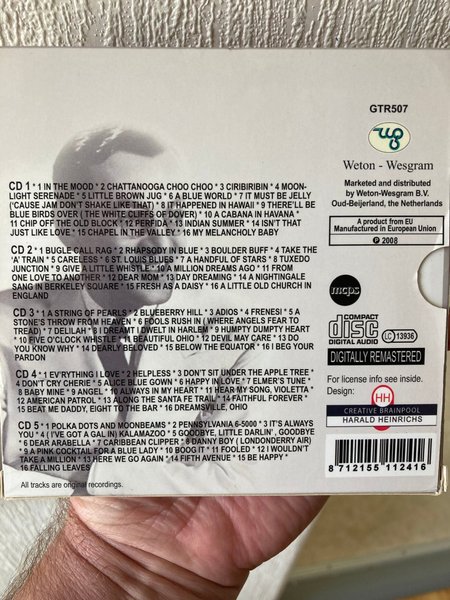 GTR507
Weton - Wesgram
Marketed and distributed
by Weton-Wesgram B.V.
Oud-Beijerland, the Netherlands
A product from EU
Manufactured in European Union
P 2008
CD 1 * 1 IN THE MOOD * 2 CHATTANOOGA CHOO CHOO * 3 CIRIBIRIBIN * 4 MOON-
LIGHT SERENADE * 5 LITTLE BROWN JUG * 6 A BLUE WORLD * 7 IT MUST BE JELLY
('CAUSE JAM DON'T SHAKE LIKE THAT) * 8 IT HAPPENED IN HAWAI * 9 THERE'LL BE
BLUE BIRDS OVER ( THE WHITE CLIFFS OF DOVER) * 10 A CABANA IN HAVANA *
11 CHIP OFF THE OLD BLOCK * 12 PERFIDA * 13 INDIAN SUMMER * 14 ISN'T THAT
JUST LIKE LOVE * 15 CHAPEL IN THE VALLEY * 16 MY MELANCHOLY BABY
CD 2 * 1 BUGLE CALL RAG * 2 RHAPSODY IN BLUE * 3 BOULDER BUFF * 4 TAKE THE
'A' TRAIN * 5 CARELESS * 6 ST. LOUIS BLUES * 7 A HANDFUL OF STARS * 8 TUXEDO
JUNCTION * 9 GIVE A LITTLE WHISTLE * 10 A MILLION DREAMS AGO * 11 FROM
ONE LOVE TO ANOTHER * 12 DEAR MOM * 13 DAY DREAMING * 14 A NIGHTINGALE
SANG IN BERKELEY SQUARE * 15 FRESH AS A DAISY * 16 A LITTLE OLD CHURCH IN
ENGLAND
CD 3 * 1 A STRING OF PEARLS * 2 BLUEBERRY HILL * 3 ADIOS * 4 FRENESI * 5 A
STONE'S THROW FROM HEAVEN * 6 FOOLS RUSH IN ( WHERE ANGELS FEAR TO
TREAD) * 7 DELILAH * 8 I DREAMT I DWELT IN HARLEM * 9 HUMPTY DUMPTY HEART
* 10 FIVE O'CLOCK WHISTLE * 11 BEAUTIFUL OHIO * 12 DEVIL MAY CARE * 13 DO
YOU KNOW WHY * 14 DEARLY BELOVED * 15 BELOW THE EQUATOR * 16 I BEG YOUR
PARDON
CD 4 * 1 EV'RYTHING I LOVE * 2 HELPLESS * 3 DON'T SIT UNDER THE APPLE TREE *
4 DON'T CRY CHERIE * 5 ALICE BLUE GOWN * 6 HAPPY IN LOVE * 7 ELMER'S TUNE *
8 BABY MINE * 9 ANGEL * 10 ALWAYS IN MY HEART * 11 HEAR MY SONG, VIOLETTA *
12 AMERICAN PATROL * 13 ALONG THE SANTA FE TRAIL * 14 FAITHFUL FOREVER *
15 BEAT ME DADDY, EIGHT TO THE BAR * 16 DREAMSVILLE, OHIO
CD 5 * 1 POLKA DOTS AND MOONBEAMS * 2 PENNSYLVANIA 6-5000 * 3 IT'S ALWAYS
YOU * 4 (I'VE GOT A GAL IN) KALAMAZOO * 5 GOODBYE, LITTLE DARLIN', GOODBYE
* 6 DEAR ARABELLA * 7 CARIBBEAN CLIPPER * 8 DANNY BOY ( LONDONDERRY AIR)
* 9 A PINK COCKTAIL FOR A BLUE LADY * 10 BOOG IT * 11 FOOLED * 12 I WOULDN'T
TAKE A MILLION * 13 HERE WE GO AGAIN * 14 FIFTH AVENUE * 15 BE HAPPY *
16 FALLING LEAVES
All tracks are original recordings.
mcps
COMPACT
disc
DIGITAL AUDIO
LC 13936
DIGITALLY REMASTERED
For license info see inside.
Design:
HH
CREATIVE BRAINPOOL
HARALD HEINRICHS
8 712155 112416